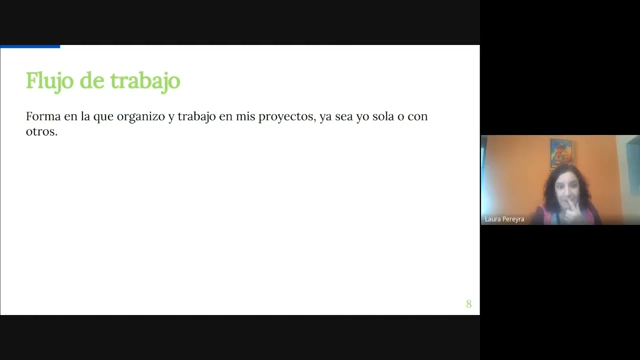 Flujo de trabajo
Forma en la que organizo y trabajo en mis proyectos, ya sea yo sola o con
otros.
Laura Pereyra
8